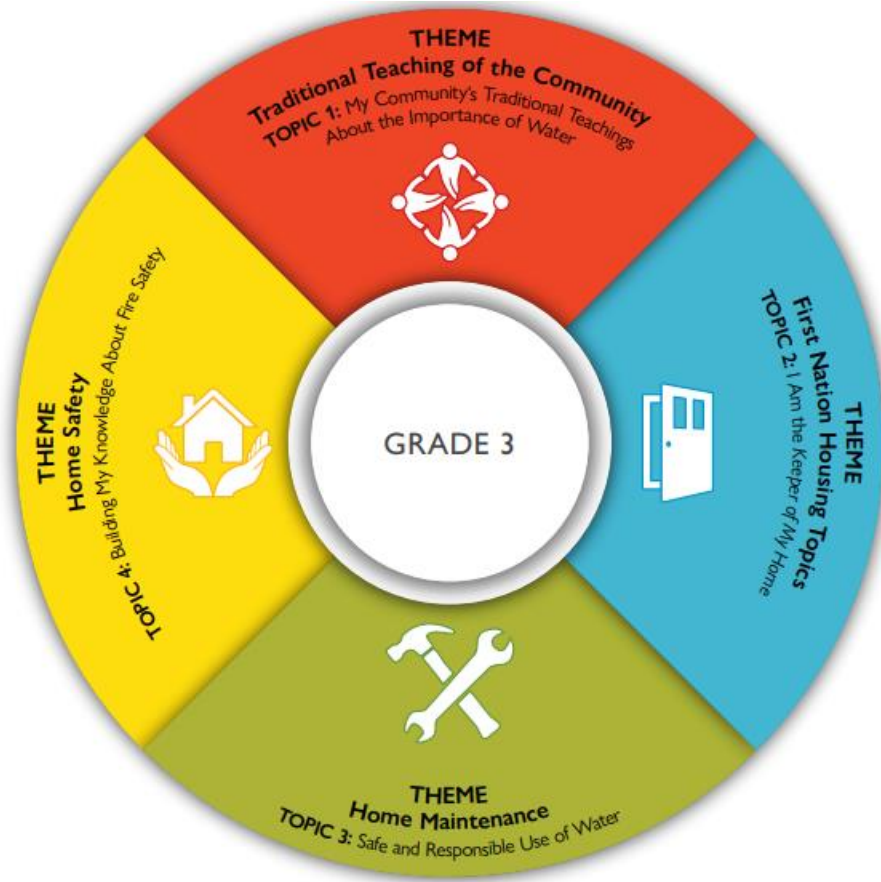 THEME
Traditional Teaching of the Community
TOPIC 1: My Community's Traditional Teachings
About the Importance of Water
THEME
First Nation Housing Topics
TOPIC 2: I Am the Keeper of My Home
THEME
Home Maintenance
TOPIC 3: Safe and Responsible Use of Water
THEME
Home Safety
TOPIC 4: Building My Knowledge About Fire Safety
GRADE 3